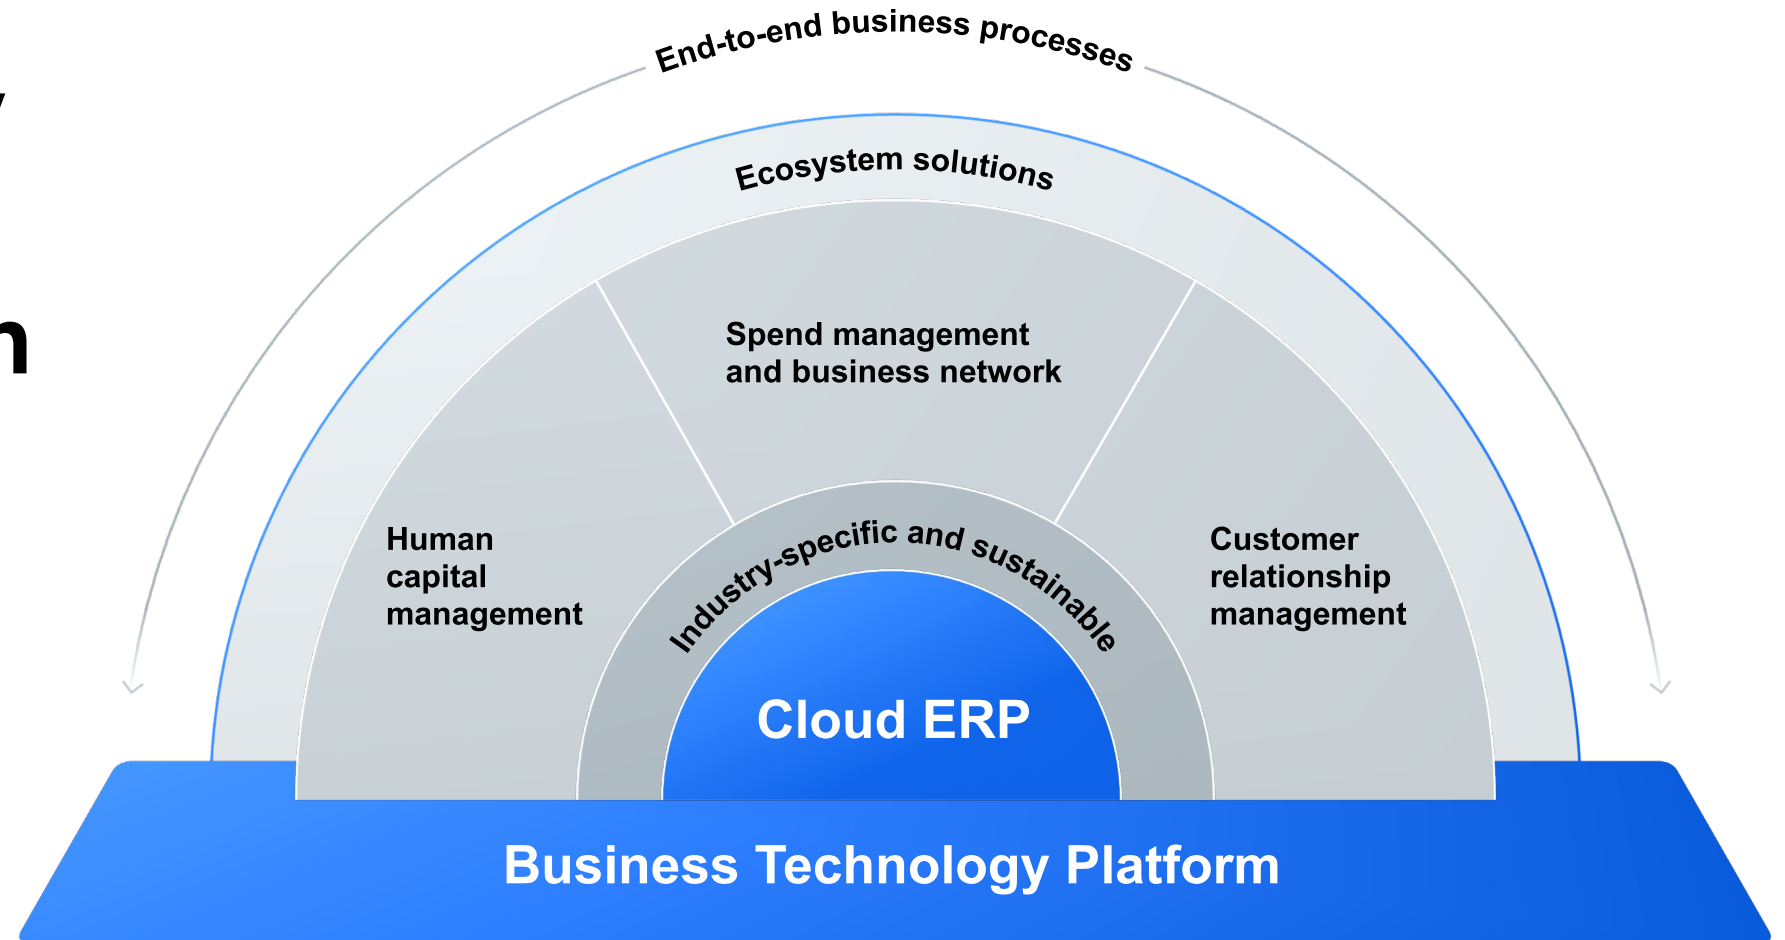 End-to-end business processes
Ecosystem solutions
Spend management
and business network
Human
capital
management
Customer
relationship
management
Industry-specific and sustainable
Cloud ERP
Business Technology Platform